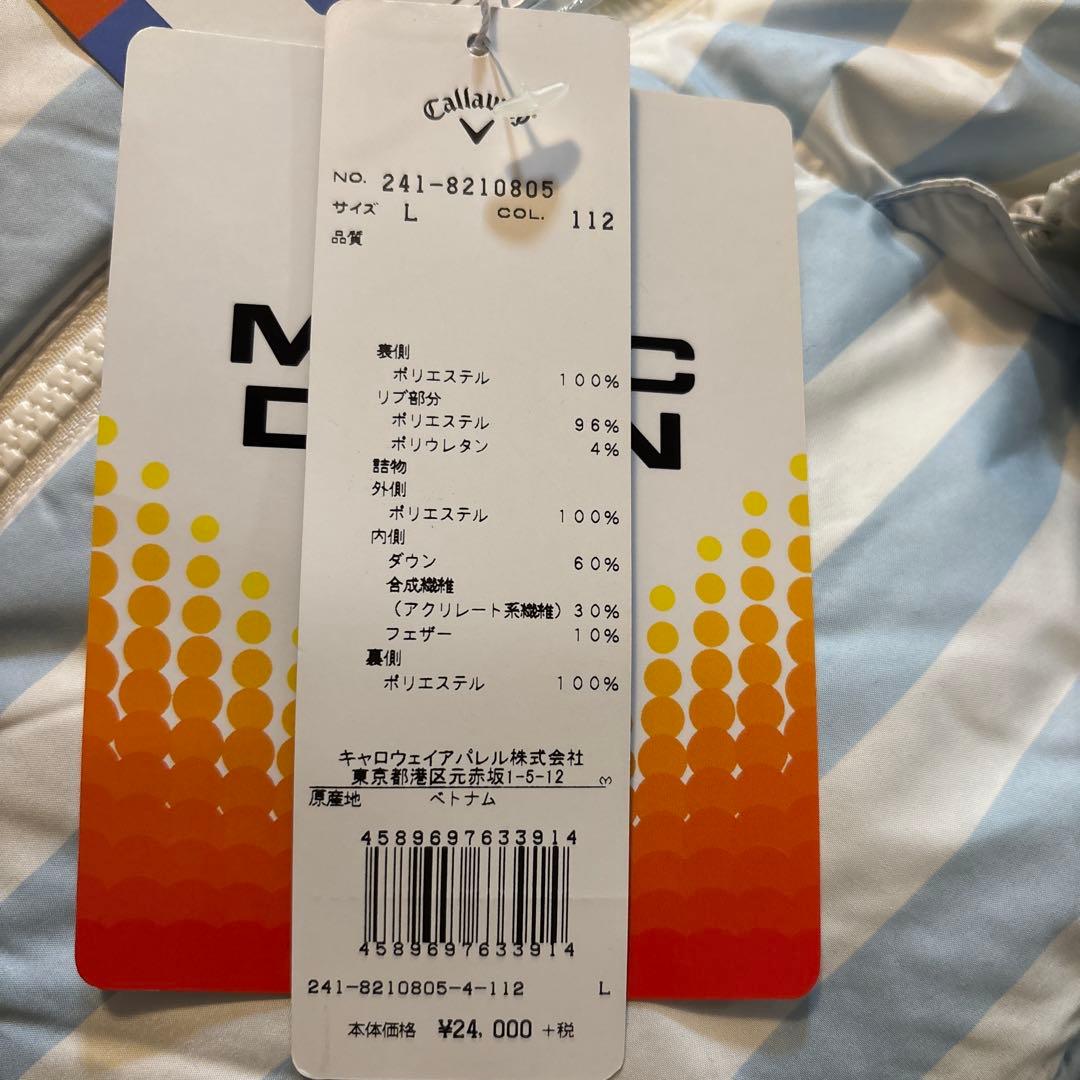 Callaway
NO. 241-8210805
サイズ L COL. 112
品質
裏側
ポリエステル 100%
リブ部分
ポリエステル 96%
ポリウレタン 4%
詰物
外側
ポリエステル 100%
内側
ダウン 60%
合成繊維
(アクリレート系繊維) 30%
フェザー 10%
裏側
ポリエステル 100%
キャロウェイアパレル株式会社
東京都港区元赤坂1-5-12 3
原産地 ベトナム
4589697633914
4589697633914
241-8210805-4-112 L
本体価格 ¥24,000 +税